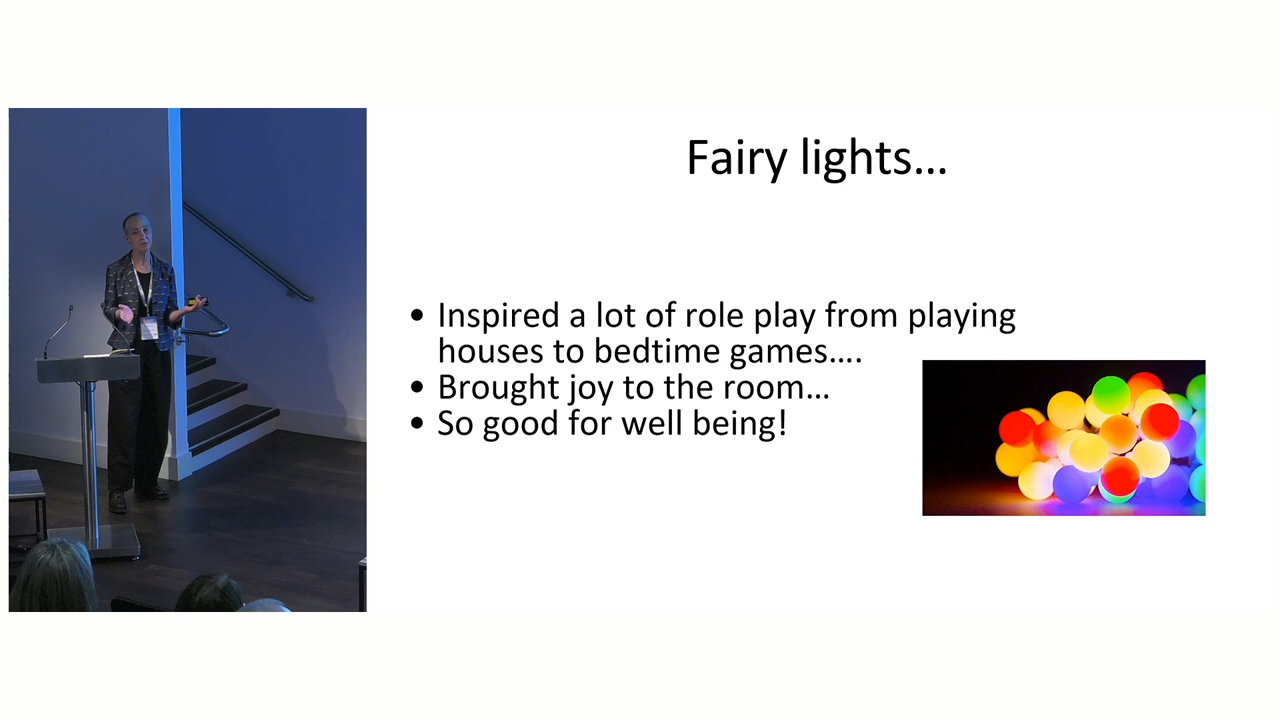 Fairy lights...
• Inspired a lot of role play from playing
houses to bedtime games....
• Brought joy to the room...
• So good for well being!